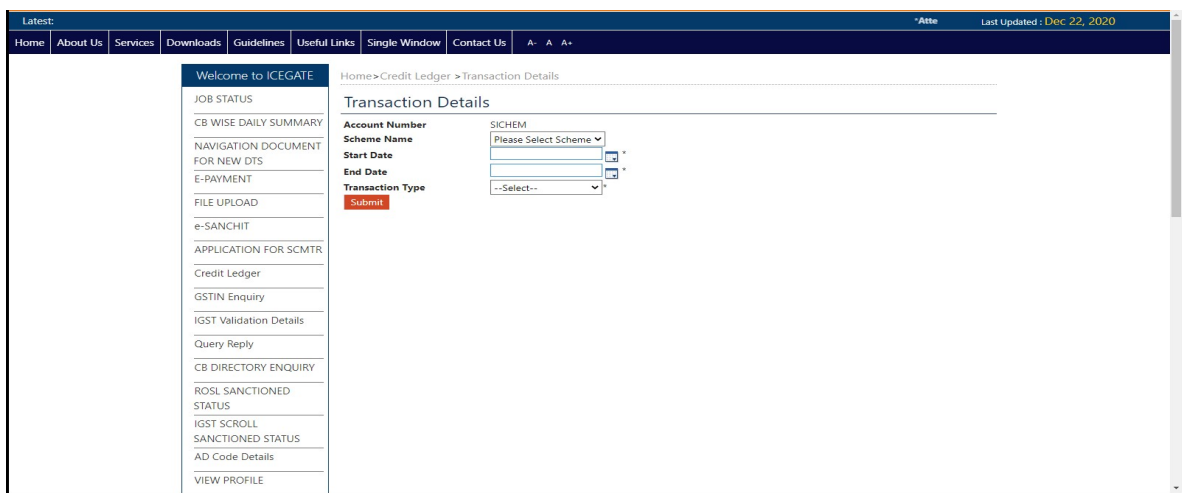 Latest:
*Atte
Last Updated : Dec 22, 2020
Home About Us Services Downloads Guidelines Useful Links Single Window Contact Us A- A A+
Welcome to ICEGATE
JOB STATUS
CB WISE DAILY SUMMARY
NAVIGATION DOCUMENT
FOR NEW DTS
E-PAYMENT
FILE UPLOAD
e-SANCHIT
APPLICATION FOR SCMTR
Credit Ledger
GSTIN Enquiry
IGST Validation Details
Query Reply
CB DIRECTORY ENQUIRY
ROSL SANCTIONED
STATUS
IGST SCROLL
SANCTIONED STATUS
AD Code Details
VIEW PROFILE
Home>Credit Ledger >Transaction Details
Transaction Details
Account Number SICHEM
Scheme Name Please Select Scheme
Start Date *
End Date *
Transaction Type --Select-- *
Submit